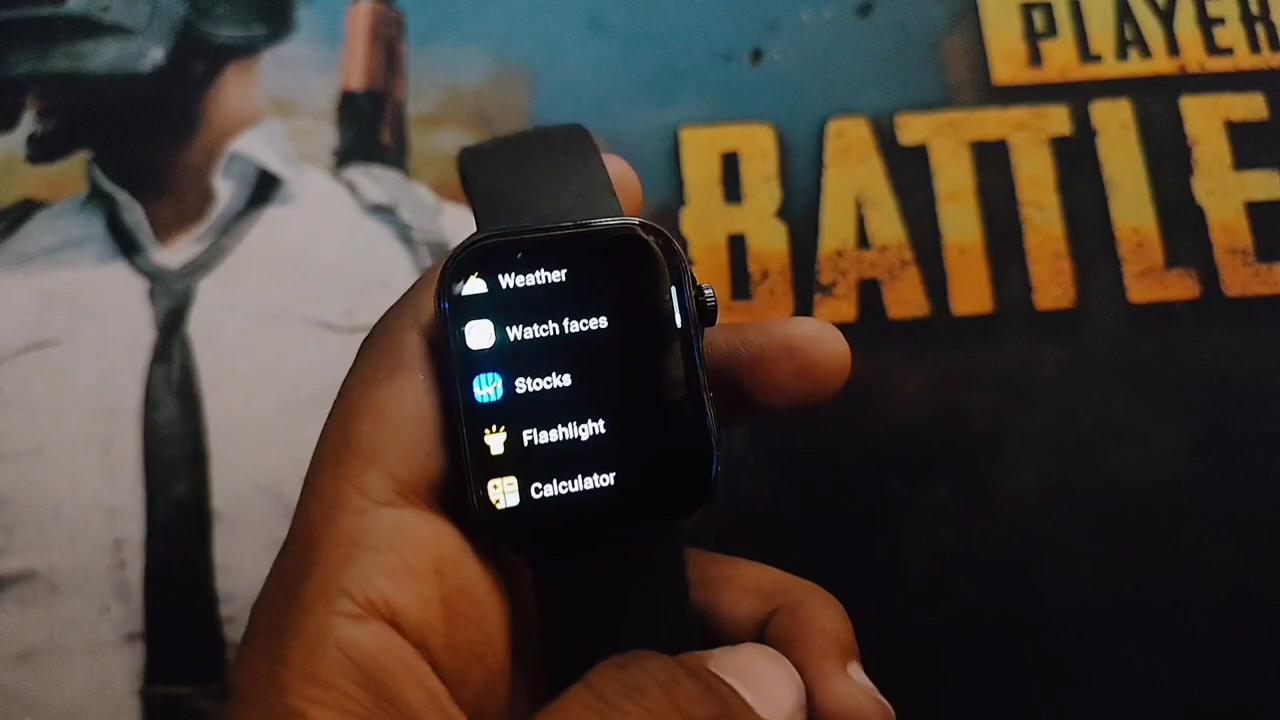 PLAYER
BATTLE
Weather
Watch faces
Stocks
Flashlight
Calculator